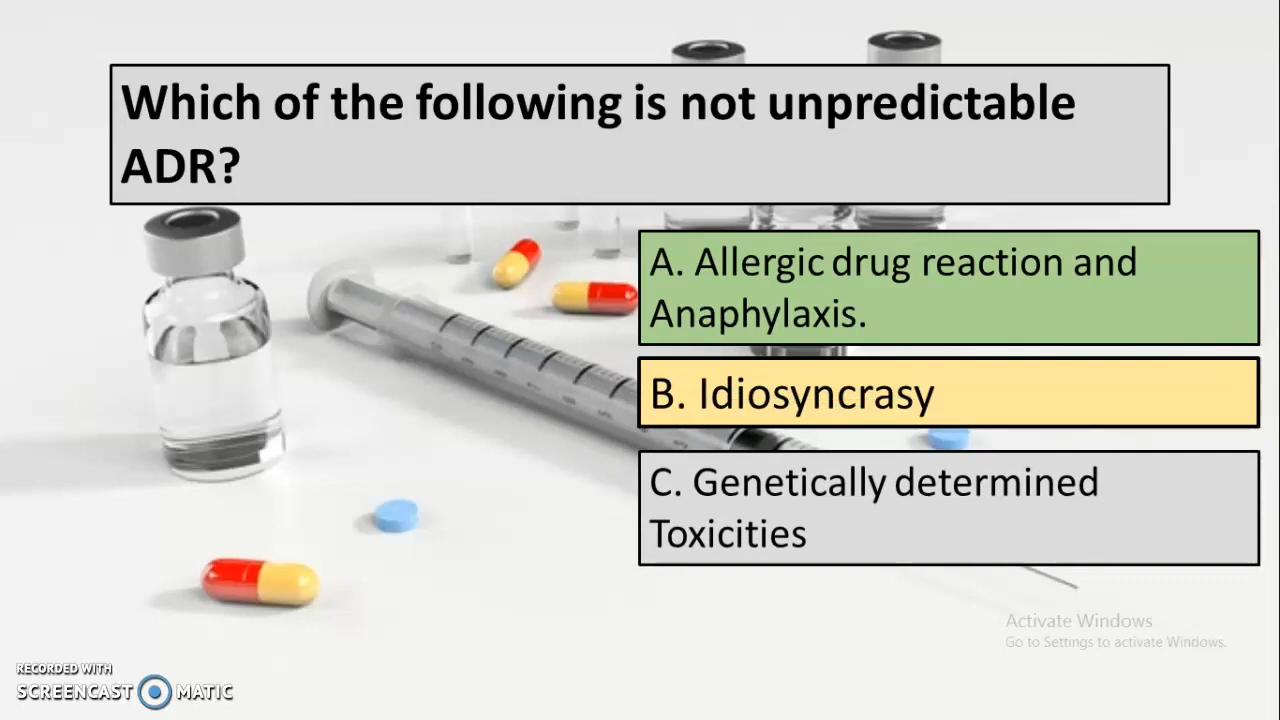 Which of the following is not unpredictable
ADR?
A. Allergic drug reaction and
Anaphylaxis.
B. Idiosyncrasy
C. Genetically determined
Toxicities
Activate Windows
Go to Settings to activate Windows.
RECORDED WITH
SCREENCAST MATIC